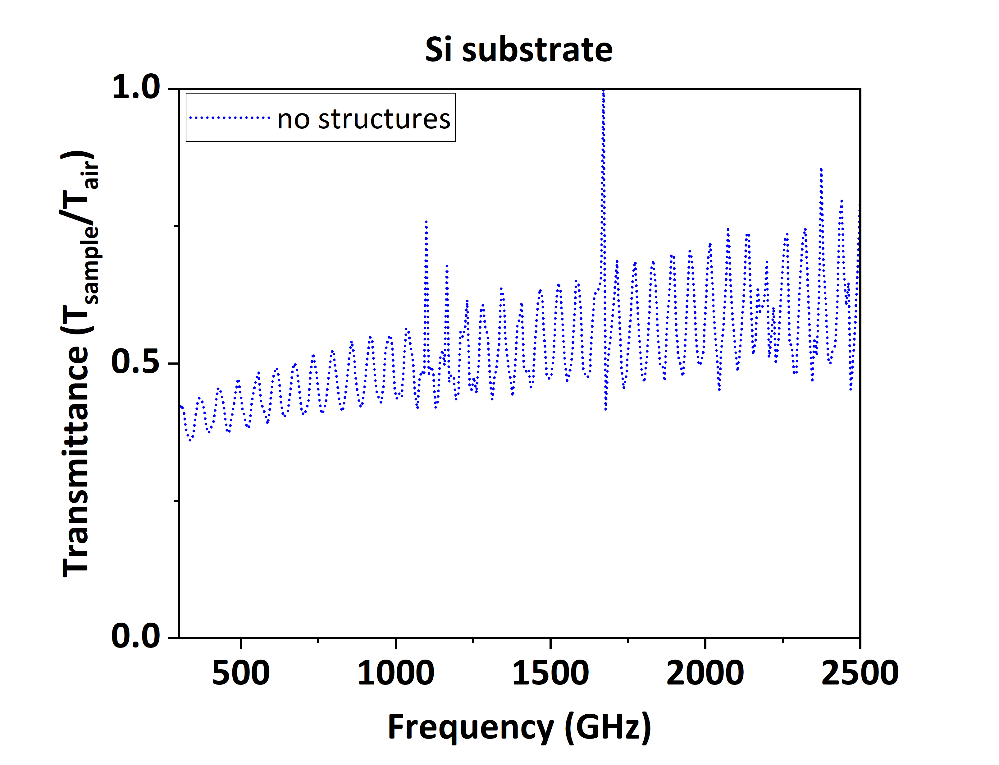 Si substrate
1.0
no structures
0.5
0.0
Transmittance (Tsample/Tair)
500 1000 1500 2000 2500
Frequency (GHz)